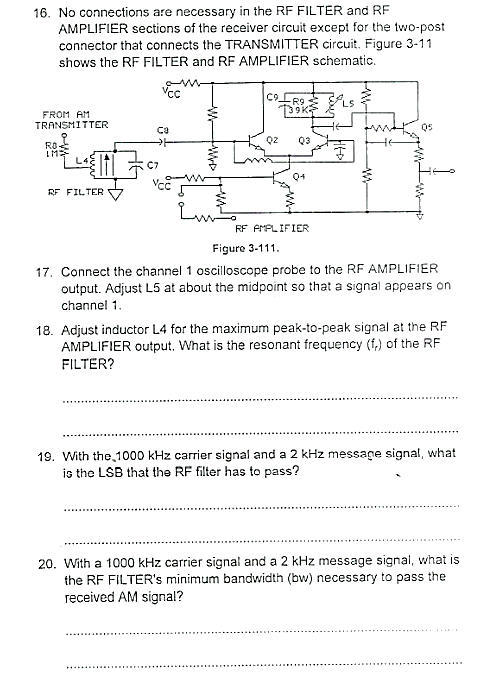 16. No connections are necessary in the RF FILTER and RF
AMPLIFIER sections of the receiver circuit except for the two-post
connector that connects the TRANSMITTER circuit. Figure 3-11
shows the RF FILTER and RF AMPLIFIER schematic.
VCC
C9
R9
39K
L5
FROM AM
TRANSMITTER
C8
Q2
Q3
Q5
R8
1M
L4
C7
VCC
Q4
RF FILTER
RF AMPLIFIER
Figure 3-111.
17. Connect the channel 1 oscilloscope probe to the RF AMPLIFIER
output. Adjust L5 at about the midpoint so that a signal appears on
channel 1.
18. Adjust inductor L4 for the maximum peak-to-peak signal at the RF
AMPLIFIER output. What is the resonant frequency (fr) of the RF
FILTER?
19. With the 1000 kHz carrier signal and a 2 kHz message signal, what
is the LSB that the RF filter has to pass?
20. With a 1000 kHz carrier signal and a 2 kHz message signal, what is
the RF FILTER's minimum bandwidth (bw) necessary to pass the
received AM signal?